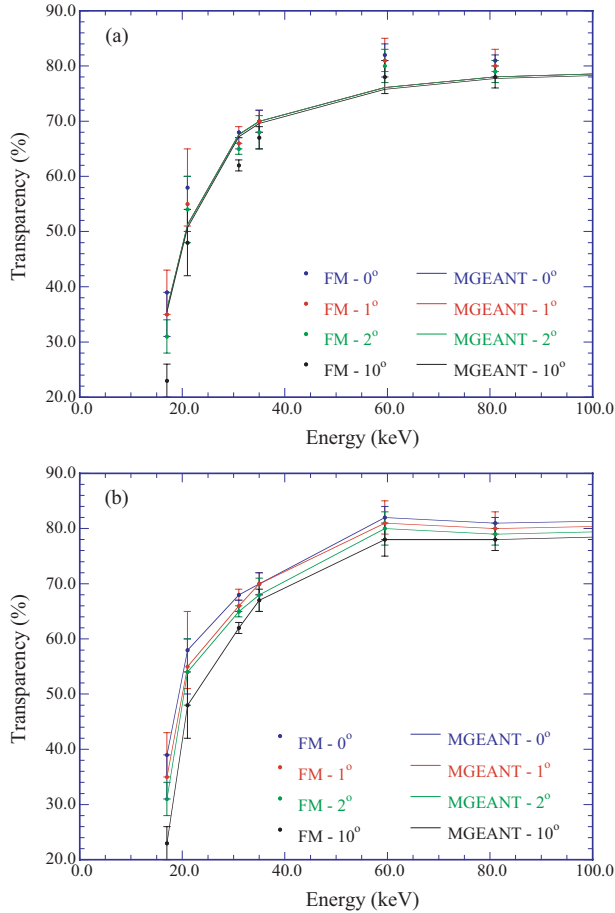 90.0
(a)
80.0
70.0
60.0
50.0
40.0
30.0
20.0
Transparency (%)
FM - 0° MGEANT - 0°
FM - 1° MGEANT - 1°
FM - 2° MGEANT - 2°
FM - 10° MGEANT - 10°
0.0 20.0 40.0 60.0 80.0 100.0
Energy (keV)
90.0
(b)
80.0
70.0
60.0
50.0
40.0
30.0
20.0
Transparency (%)
FM - 0° MGEANT - 0°
FM - 1° MGEANT - 1°
FM - 2° MGEANT - 2°
FM - 10° MGEANT - 10°
0.0 20.0 40.0 60.0 80.0 100.0
Energy (keV)